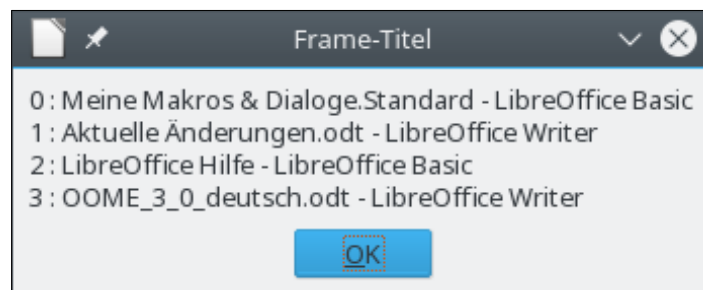 Frame-Titel
0 : Meine Makros & Dialoge.Standard - LibreOffice Basic
1 : Aktuelle Änderungen.odt - LibreOffice Writer
2 : LibreOffice Hilfe - LibreOffice Basic
3 : OOME_3_0_deutsch.odt - LibreOffice Writer
OK